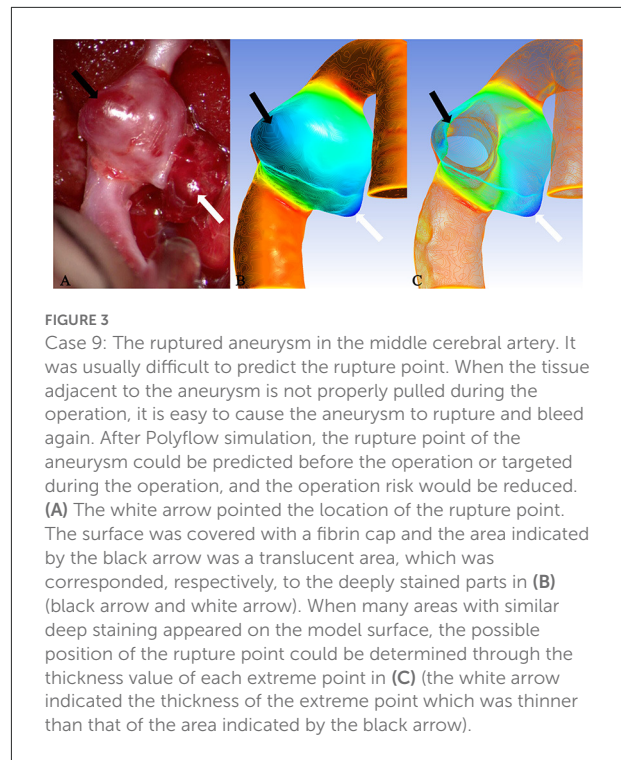 A
B
C
FIGURE 3
Case 9: The ruptured aneurysm in the middle cerebral artery. It
was usually difficult to predict the rupture point. When the tissue
adjacent to the aneurysm is not properly pulled during the
operation, it is easy to cause the aneurysm to rupture and bleed
again. After Polyflow simulation, the rupture point of the
aneurysm could be predicted before the operation or targeted
during the operation, and the operation risk would be reduced.
(A) The white arrow pointed the location of the rupture point.
The surface was covered with a fibrin cap and the area indicated
by the black arrow was a translucent area, which was
corresponded, respectively, to the deeply stained parts in (B)
(black arrow and white arrow). When many areas with similar
deep staining appeared on the model surface, the possible
position of the rupture point could be determined through the
thickness value of each extreme point in (C) (the white arrow
indicated the thickness of the extreme point which was thinner
than that of the area indicated by the black arrow).